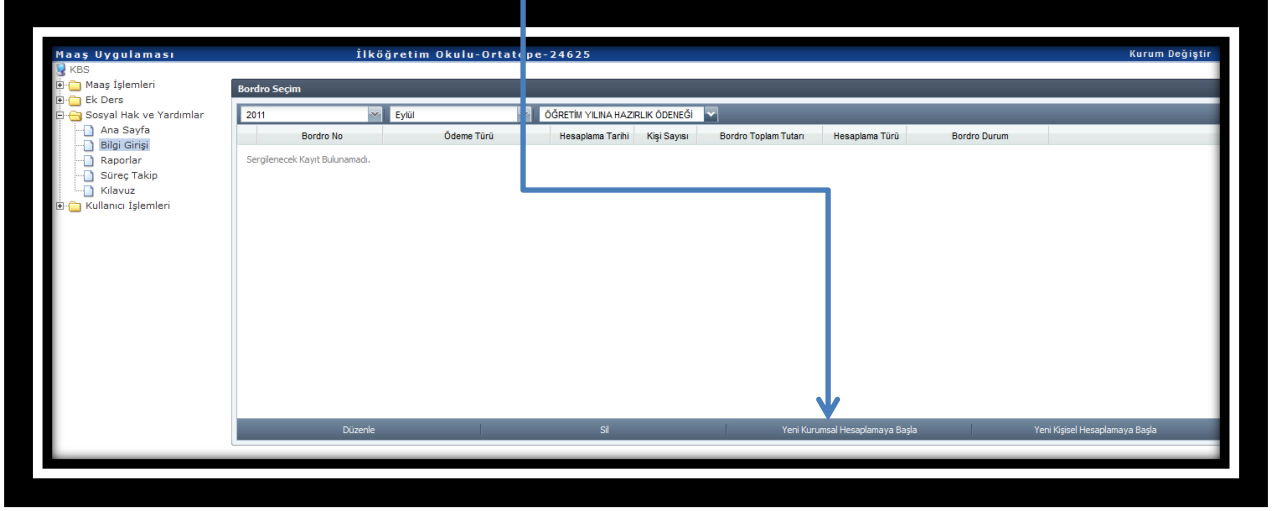 Maaş Uygulaması İlköğretim Okulu-Ortatepe-24625 Kurum Değiştir
KBS
Maaş İşlemleri
Ek Ders
Sosyal Hak ve Yardımlar
Ana Sayfa
Bilgi Girişi
Raporlar
Süreç Takip
Kılavuz
Kullanıcı İşlemleri
Bordro Seçim
2011 Eylül ÖĞRETİM YILINA HAZIRLIK ÖDENEĞİ
Bordro No Ödeme Türü Hesaplama Tarihi Kişi Sayısı Bordro Toplam Tutarı Hesaplama Türü Bordro Durum
Sergilenecek Kayıt Bulunamadı.
Düzenle Sil Yeni Kurumsal Hesaplamaya Başla Yeni Kişisel Hesaplamaya Başla